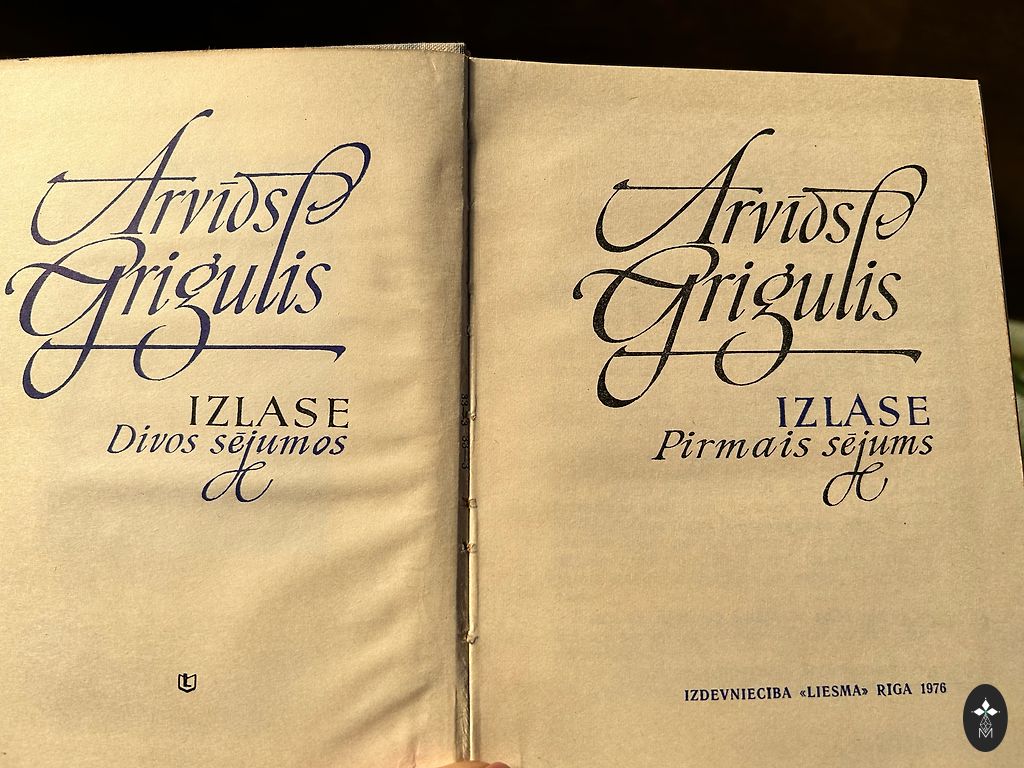 Arvīds
Grigulis
IZLASE
Divos sējumos
Arvīds
Grigulis
IZLASE
Pirmais sējums
IZDEVNIECĪBA «LIESMA» RĪGA 1976
M